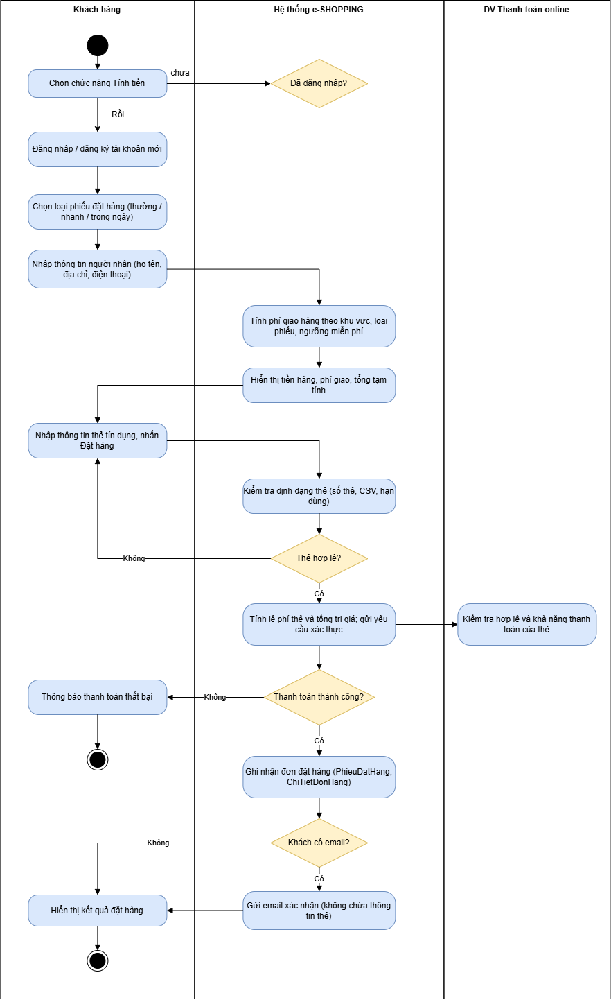 Khách hàng
Hệ thống e-SHOPPING
DV Thanh toán online
Chọn chức năng Tính tiền
chưa
Đã đăng nhập?
Rồi
Đăng nhập / đăng ký tài khoản mới
Chọn loại phiếu đặt hàng (thường /
nhanh / trong ngày)
Nhập thông tin người nhận (họ tên,
địa chỉ, điện thoại)
Tính phí giao hàng theo khu vực, loại
phiếu, ngưỡng miễn phí
Hiển thị tiền hàng, phí giao, tổng tạm
tính
Nhập thông tin thẻ tín dụng, nhấn
Đặt hàng
Kiểm tra định dạng thẻ (số thẻ, CSV, hạn
dùng)
Không
Thẻ hợp lệ?
Có
Tính lệ phí thẻ và tổng trị giá; gửi yêu
cầu xác thực
Kiểm tra hợp lệ và khả năng thanh
toán của thẻ
Thông báo thanh toán thất bại
Không
Thanh toán thành công?
Có
Ghi nhận đơn đặt hàng (PhieuDatHang,
ChiTietDonHang)
Không
Khách có email?
Có
Hiển thị kết quả đặt hàng
Gửi email xác nhận (không chứa thông
tin thẻ)